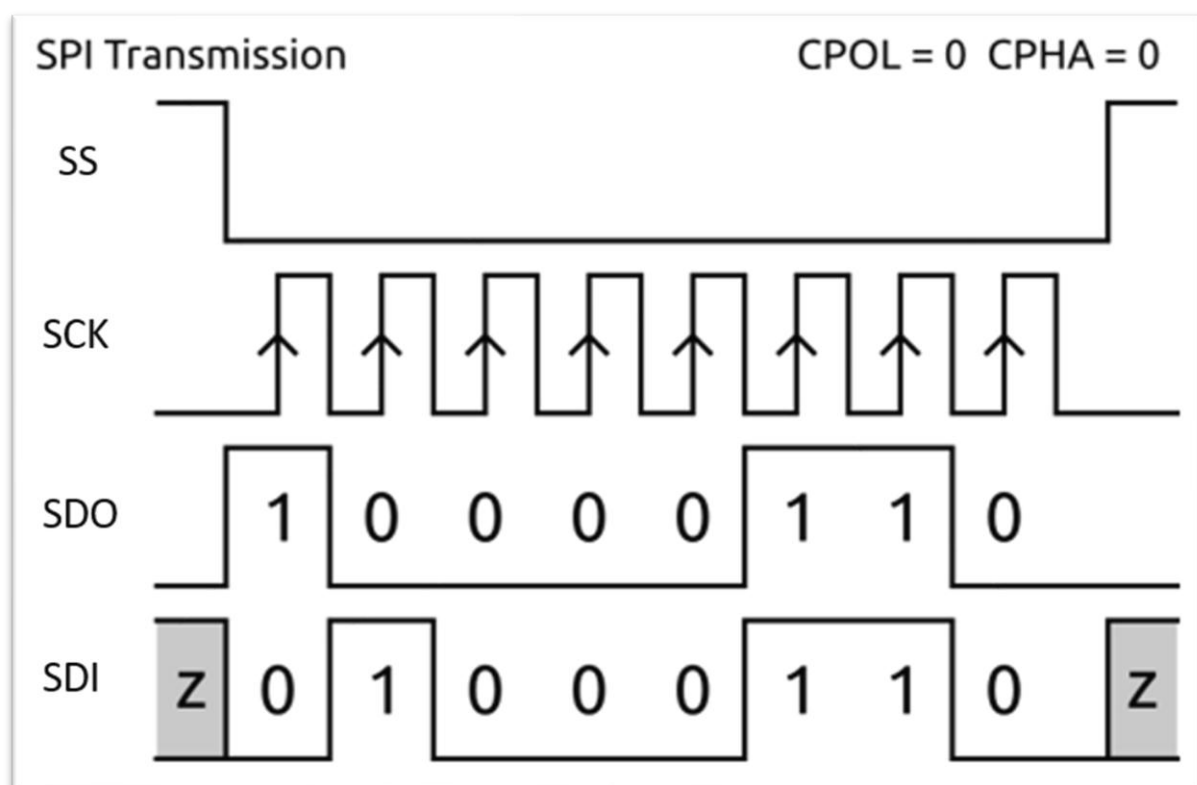 SPI Transmission CPOL = 0 CPHA = 0
SS
SCK
SDO 1 0 0 0 0 1 1 0
SDI Z 0 1 0 0 0 1 1 0 Z